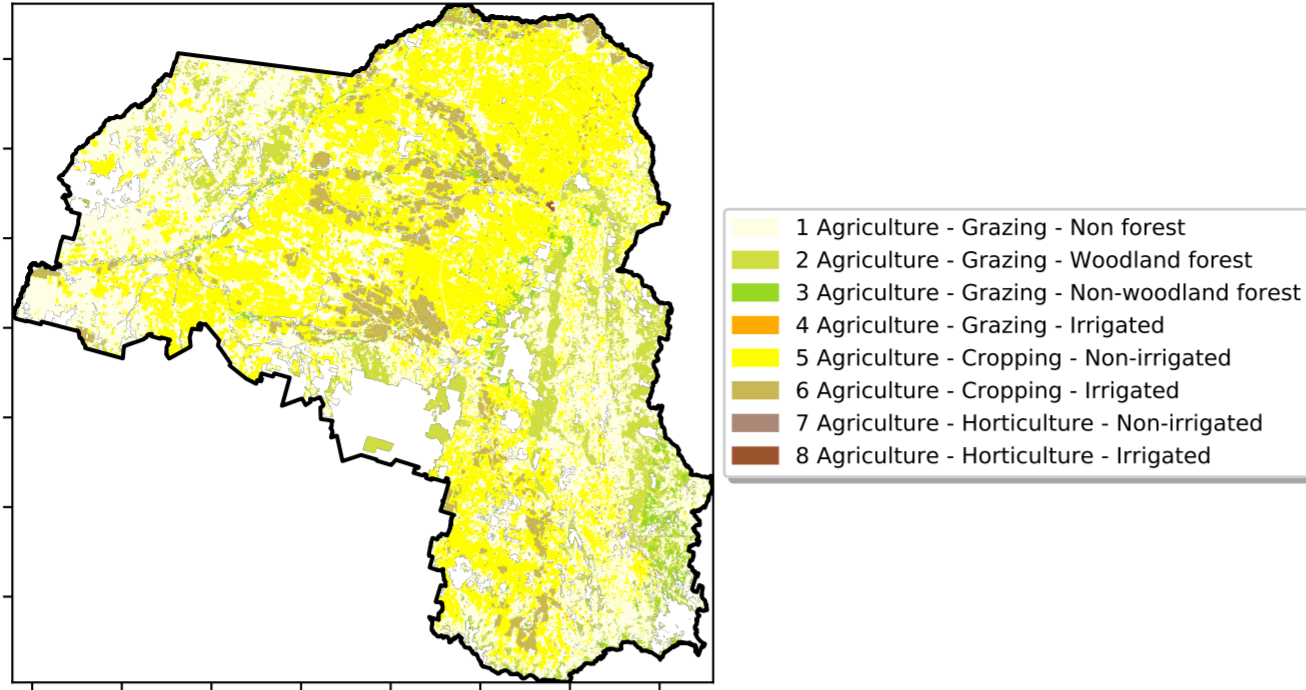 1 Agriculture - Grazing - Non forest
2 Agriculture - Grazing - Woodland forest
3 Agriculture - Grazing - Non-woodland forest
4 Agriculture - Grazing - Irrigated
5 Agriculture - Cropping - Non-irrigated
6 Agriculture - Cropping - Irrigated
7 Agriculture - Horticulture - Non-irrigated
8 Agriculture - Horticulture - Irrigated